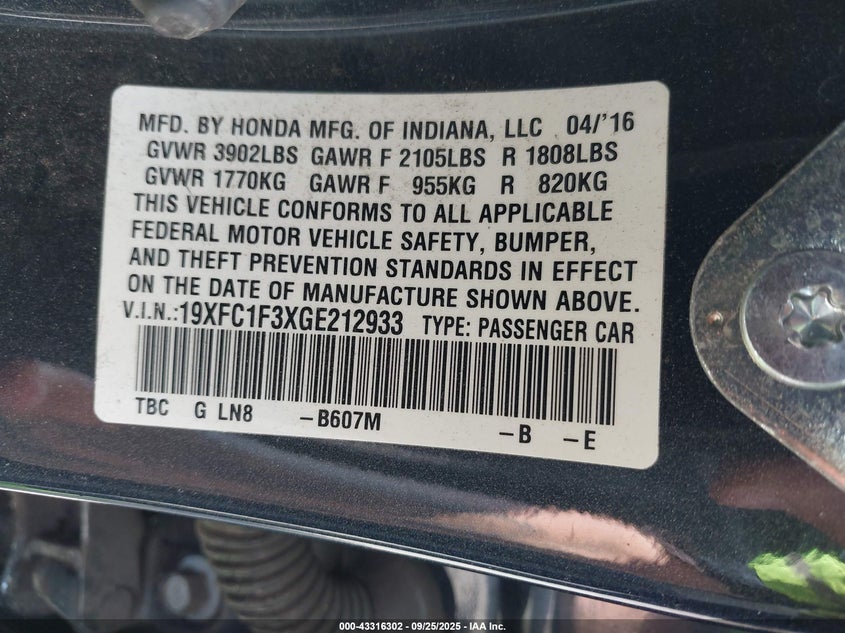 MFD. BY HONDA MFG. OF INDIANA, LLC 04/'16
GVWR 3902LBS GAWR F 2105LBS R 1808LBS
GVWR 1770KG GAWR F 955KG R 820KG
THIS VEHICLE CONFORMS TO ALL APPLICABLE
FEDERAL MOTOR VEHICLE SAFETY, BUMPER,
AND THEFT PREVENTION STANDARDS IN EFFECT
ON THE DATE OF MANUFACTURE SHOWN ABOVE.
V.I.N.:19XFC1F3XGE212933 TYPE: PASSENGER CAR
TBC G LN8 -B607M -B -E
000-43316302 - 09/25/2025 - IAA Inc.